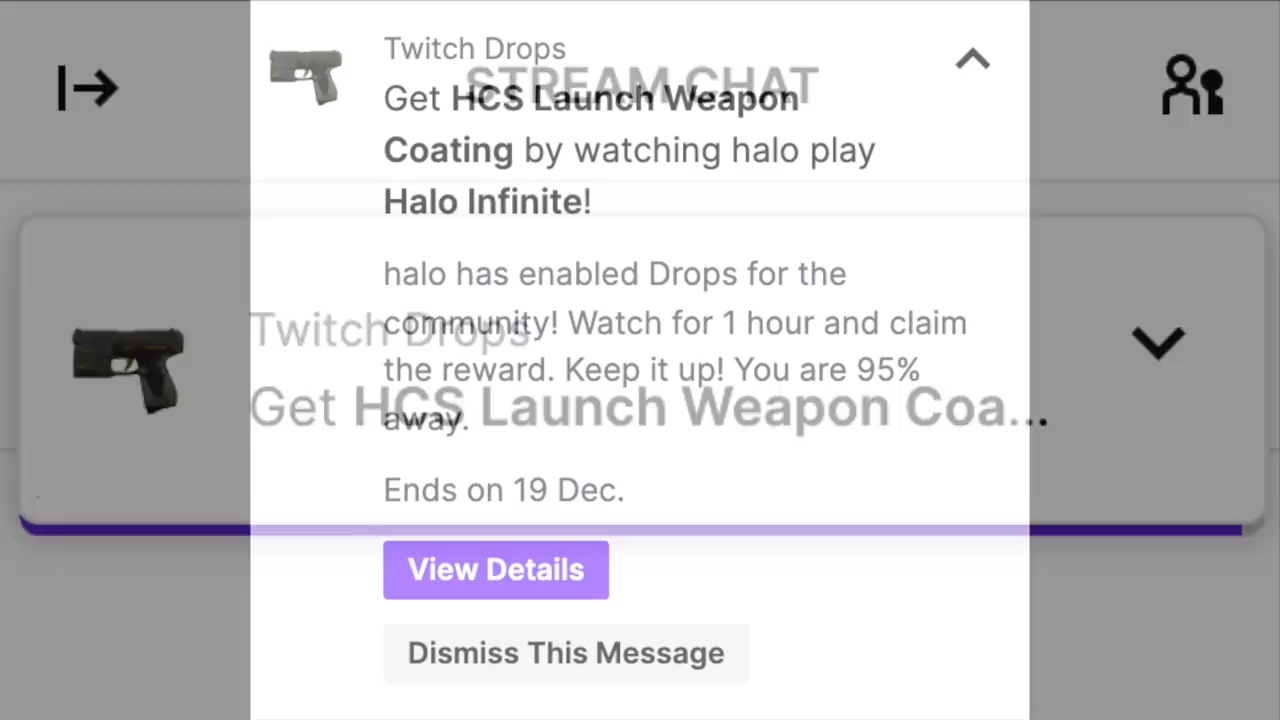 Twitch Drops
STREAM CHAT
Get HCS Launch Weapon
Coating by watching halo play
Halo Infinite!
halo has enabled Drops for the
Twitch Drops
community! Watch for 1 hour and claim
the reward. Keep it up! You are 95%
Get HCS Launch Weapon Coa...
away.
Ends on 19 Dec.
View Details
Dismiss This Message